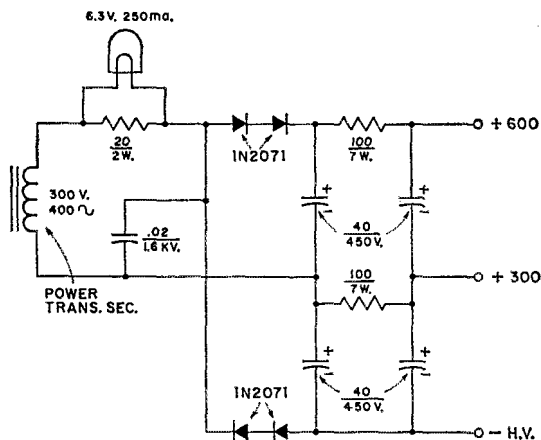 6.3V. 250ma.
20
2W.
1N2071
100
7W.
+600
300 V.
400 ~
.02
1.6 KV.
+
-
+
-
40
450V.
+300
POWER
TRANS. SEC.
100
7W.
+
-
+
-
1N2071
40
450V.
- H.V.